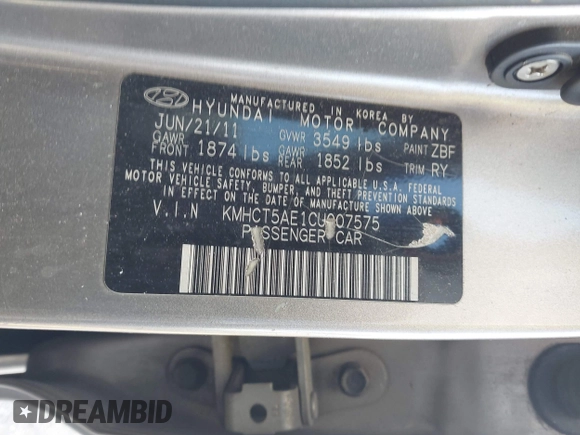 MANUFACTURED IN KOREA BY
HYUNDAI MOTOR COMPANY
JUN/21/11 GVWR 3549 lbs PAINT ZBF
GAWR FRONT 1874 lbs GAWR REAR 1852 lbs TRIM RY
THIS VEHICLE CONFORMS TO ALL APPLICABLE U.S.A. FEDERAL
MOTOR VEHICLE SAFETY, BUMPER, AND THEFT PREVENTION STANDARDS
IN EFFECT ON THE DATE OF MANUFACTURE SHOWN ABOVE
V.I.N KMHCT5AE1CU007575
PASSENGER CAR
DREAMBID